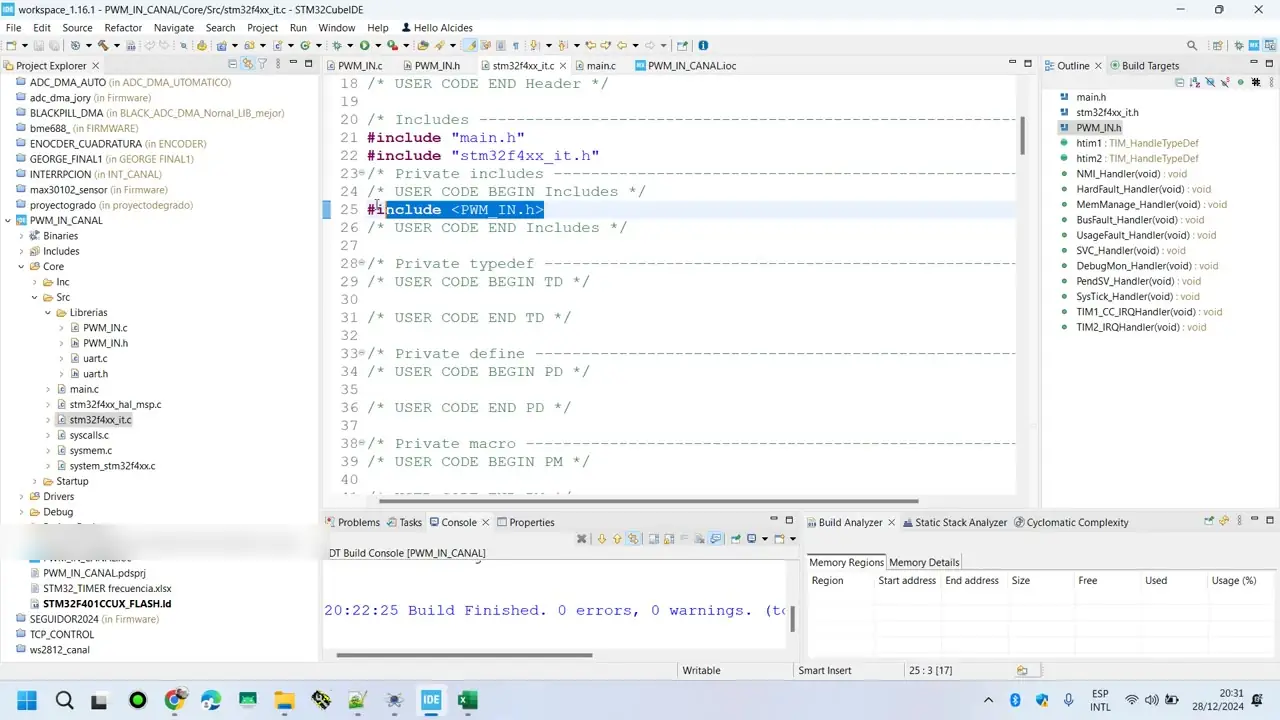 workspace_1.16.1 - PWM_IN_CANAL/Core/Src/stm32f4xx_it.c - STM32CubeIDE
File Edit Source Refactor Navigate Search Project Run Window Help Hello Alcides
Project Explorer
ADC_DMA_AUTO (in ADC_DMA_UTOMATICO)
adc_dma_jory (in Firmware)
BLACKPILL_DMA (in BLACK_ADC_DMA_Nornal_LIB_mejor)
bme688_ (in FIRMWARE)
ENOCDER_CUADRATURA (in ENCODER)
GEORGE_FINAL1 (in GEORGE FINAL1)
INTERRPCION (in INT_CANAL)
max30102_sensor (in Firmware)
proyectogrado (in proyectodegrado)
PWM_IN_CANAL
Binaries
Includes
Core
Inc
Src
Librerias
PWM_IN.c
PWM_IN.h
uart.c
uart.h
main.c
stm32f4xx_hal_msp.c
stm32f4xx_it.c
syscalls.c
sysmem.c
system_stm32f4xx.c
Startup
Drivers
Debug
PWM_IN_CANAL.pdsprj
STM32_TIMER frecuencia.xlsx
STM32F401CCUX_FLASH.ld
SEGUIDOR2024 (in Firmware)
TCP_CONTROL
ws2812_canal
PWM_IN.c PWM_IN.h stm32f4xx_it.c main.c PWM_IN_CANAL.ioc
18 /* USER CODE END Header */
19
20 /* Includes ------------------------------------------------------------
21 #include "main.h"
22 #include "stm32f4xx_it.h"
23 /* Private includes ----------------------------------------------------
24 /* USER CODE BEGIN Includes */
25 #include <PWM_IN.h>
26 /* USER CODE END Includes */
27
28 /* Private typedef -----------------------------------------------------
29 /* USER CODE BEGIN TD */
30
31 /* USER CODE END TD */
32
33 /* Private define ------------------------------------------------------
34 /* USER CODE BEGIN PD */
35
36 /* USER CODE END PD */
37
38 /* Private macro -------------------------------------------------------
39 /* USER CODE BEGIN PM */
40
Outline Build Targets
main.h
stm32f4xx_it.h
PWM_IN.h
htim1 : TIM_HandleTypeDef
htim2 : TIM_HandleTypeDef
NMI_Handler(void) : void
HardFault_Handler(void) : void
MemManage_Handler(void) : void
BusFault_Handler(void) : void
UsageFault_Handler(void) : void
SVC_Handler(void) : void
DebugMon_Handler(void) : void
PendSV_Handler(void) : void
SysTick_Handler(void) : void
TIM1_CC_IRQHandler(void) : void
TIM2_IRQHandler(void) : void
Problems Tasks Console Properties
DT Build Console [PWM_IN_CANAL]
20:22:25 Build Finished. 0 errors, 0 warnings. (to
Build Analyzer Static Stack Analyzer Cyclomatic Complexity
Memory Regions Memory Details
Region Start address End address Size Free Used Usage (%)
Writable Smart Insert 25 : 3 [17]
IDE
ESP
INTL
20:31
28/12/2024